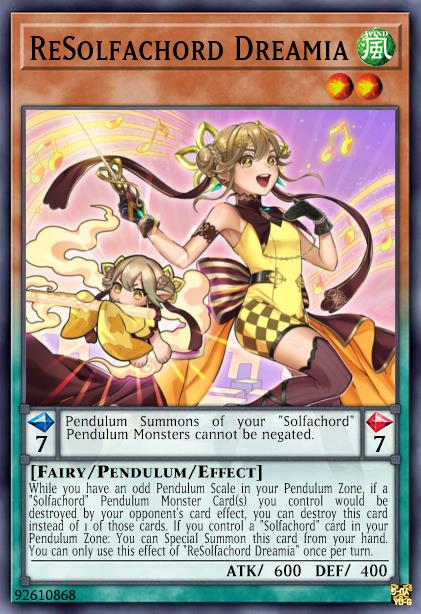 ReSolfachord Dreamia
WIND
風
Pendulum Summons of your "Solfachord"
Pendulum Monsters cannot be negated.
7
7
[Fairy/Pendulum/Effect]
While you have an odd Pendulum Scale in your Pendulum Zone, if a
"Solfachord" Pendulum Monster Card(s) you control would be
destroyed by your opponent's card effect, you can destroy this card
instead of 1 of those cards. If you control a "Solfachord" card in your
Pendulum Zone: You can Special Summon this card from your hand.
You can only use this effect of "ReSolfachord Dreamia" once per turn.
ATK/ 600 DEF/ 400
92610868